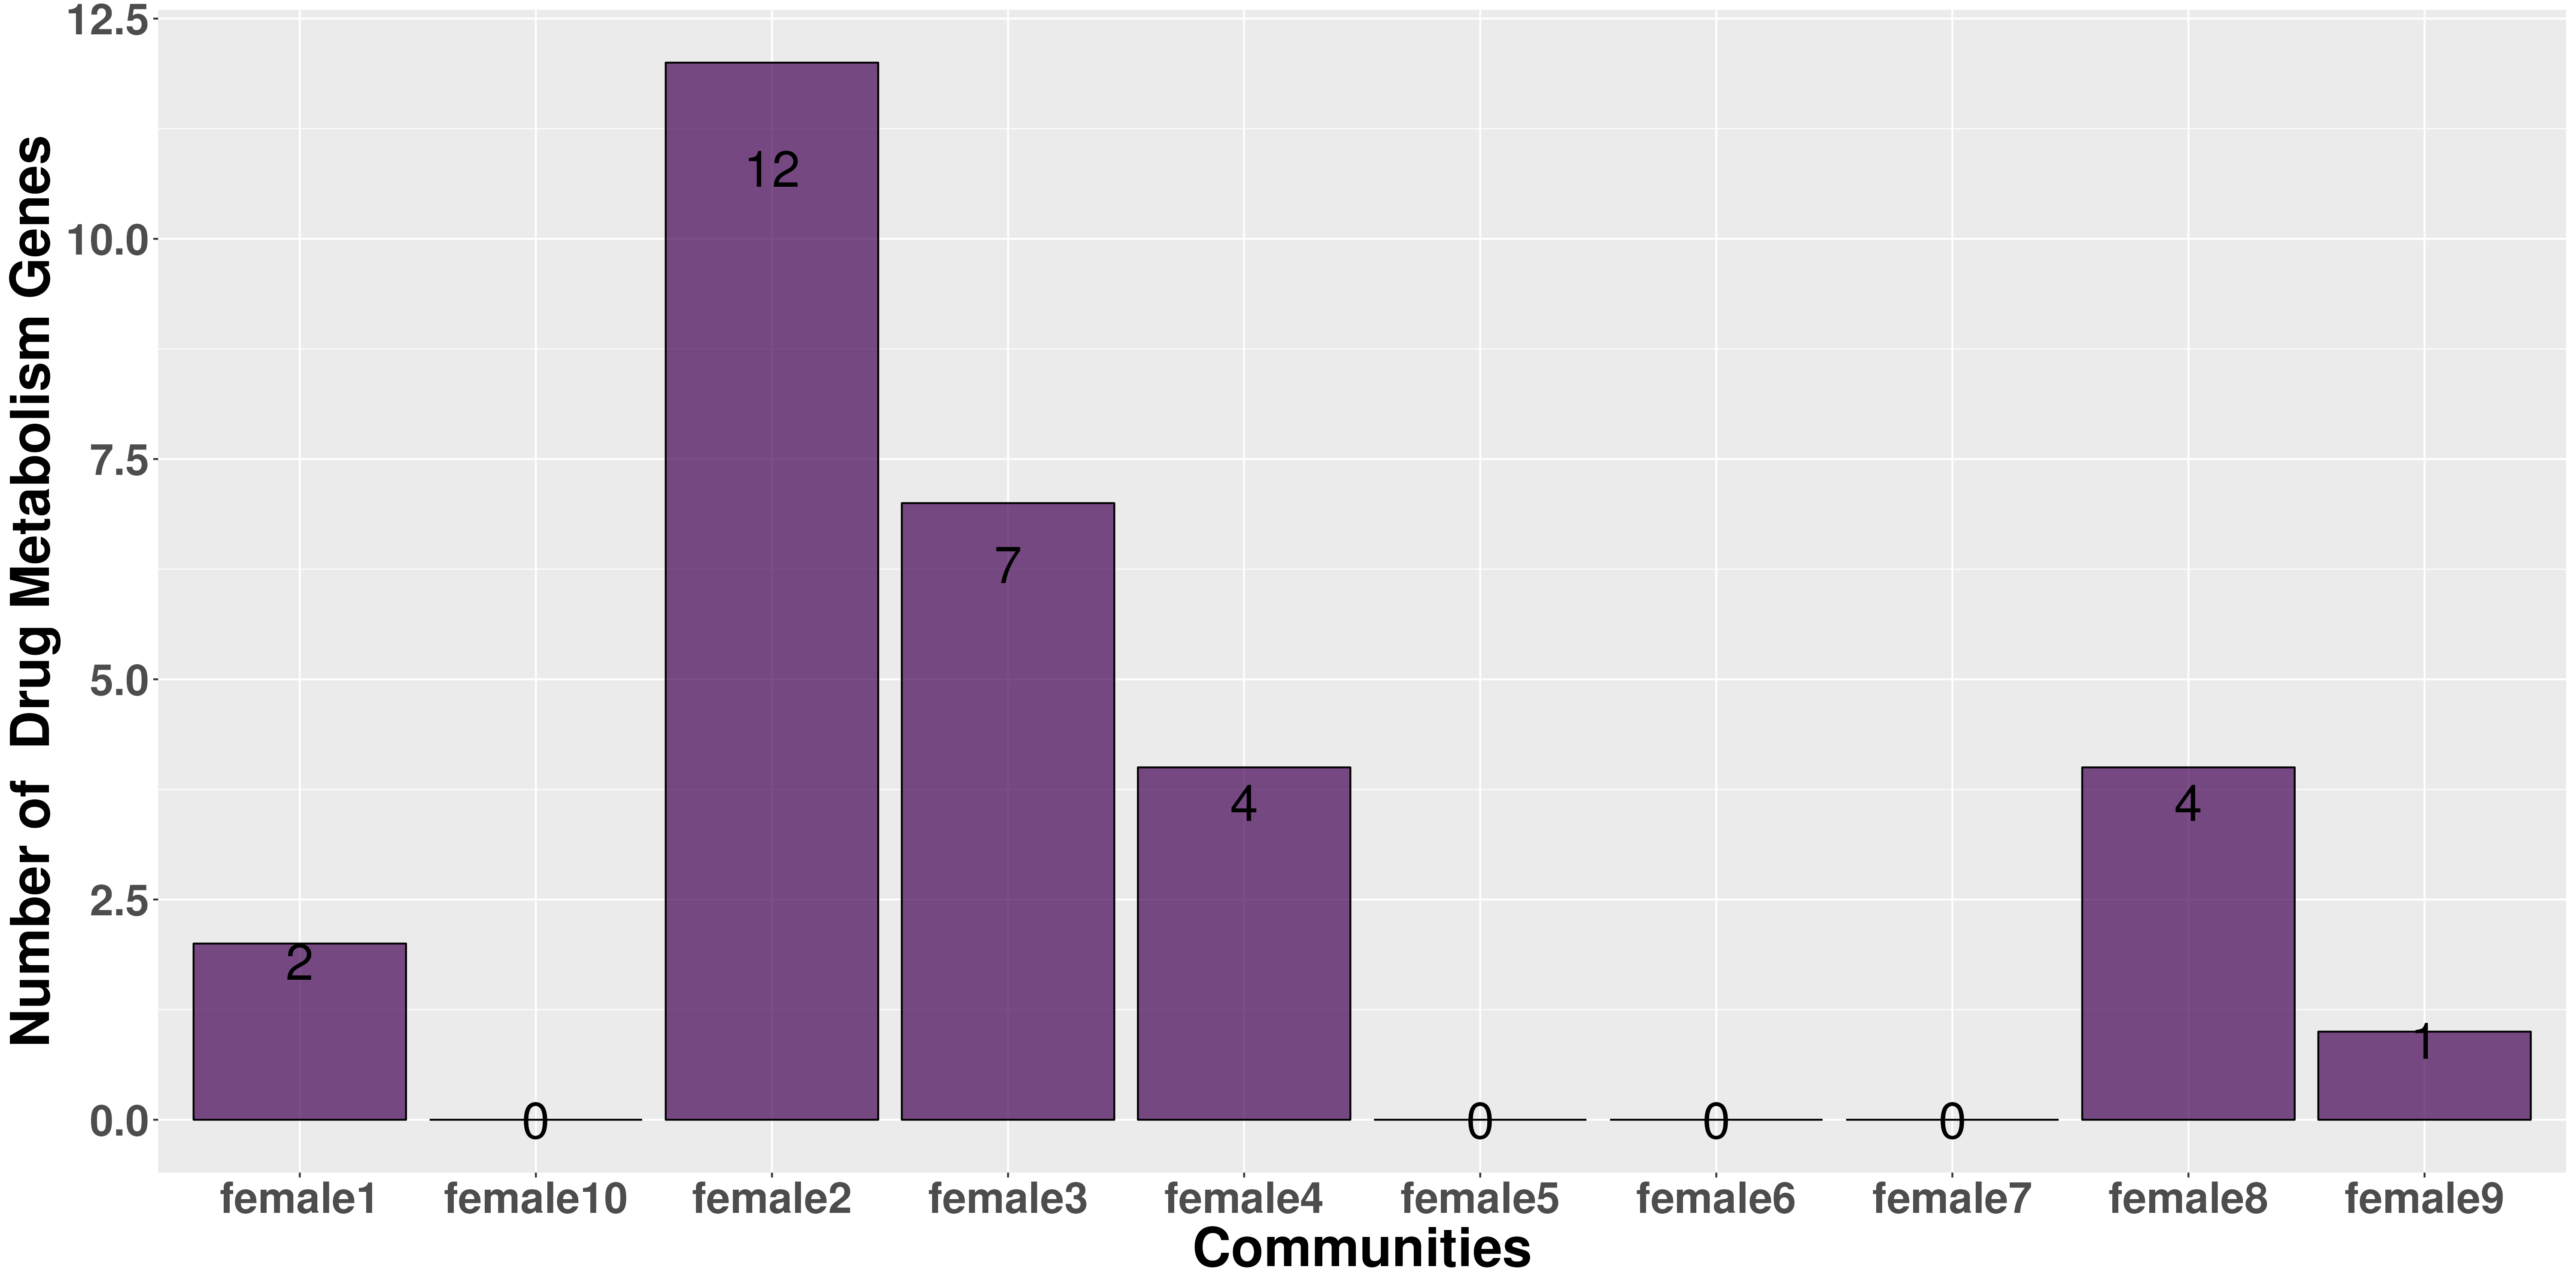 Number of  Drug Metabolism Genes
12.5
10.0
7.5
5.0
2.5
0.0
2
0
12
7
4
0
0
0
4
1
female1
female10
female2
female3
female4
female5
female6
female7
female8
female9
Communities